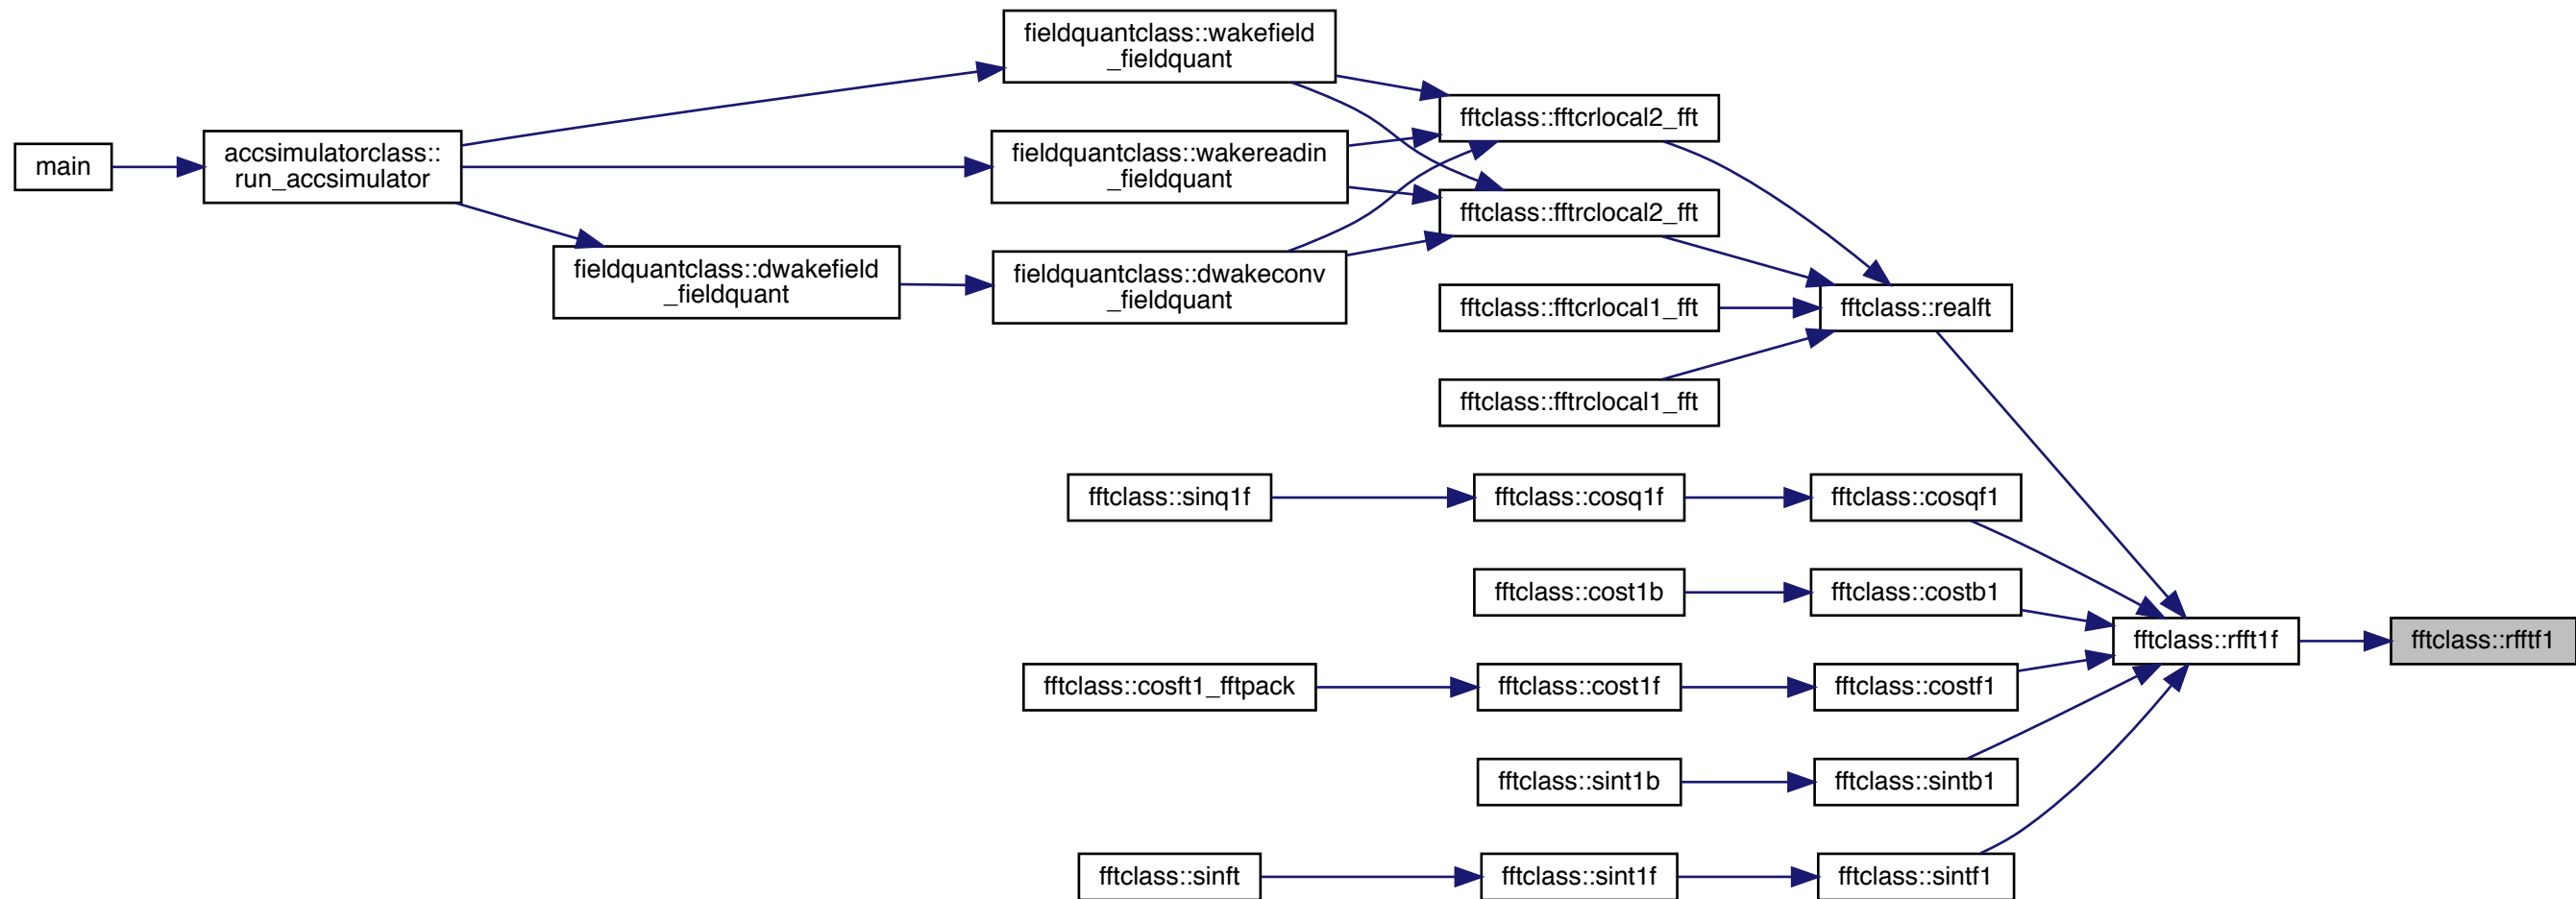 fieldquantclass::wakefield
_fieldquant
fftclass::fftcrlocal2_fft
main
accsimulatorclass::
run_accsimulator
fieldquantclass::wakereadin
_fieldquant
fftclass::fftrclocal2_fft
fieldquantclass::dwakefield
_fieldquant
fieldquantclass::dwakeconv
_fieldquant
fftclass::fftcrlocal1_fft
fftclass::realft
fftclass::fftrclocal1_fft
fftclass::sinq1f
fftclass::cosq1f
fftclass::cosqf1
fftclass::cost1b
fftclass::costb1
fftclass::rfft1f
fftclass::rfftf1
fftclass::cosft1_fftpack
fftclass::cost1f
fftclass::costf1
fftclass::sint1b
fftclass::sintb1
fftclass::sinft
fftclass::sint1f
fftclass::sintf1